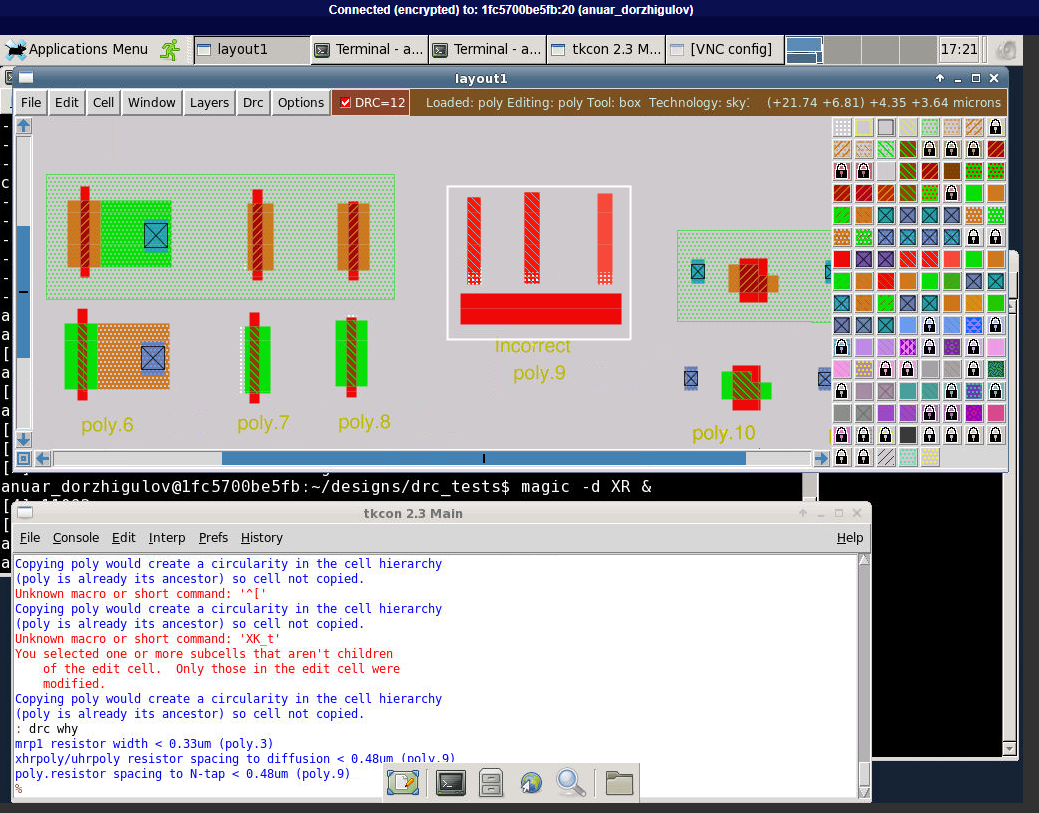 Connected (encrypted) to: 1fc5700be5fb:20 (anuar_dorzhigulov)
Applications Menu
layout1
Terminal - a...
Terminal - a...
tkcon 2.3 M...
[VNC config]
17:21
layout1
File Edit Cell Window Layers Drc Options DRC=12 Loaded: poly Editing: poly Tool: box Technology: sky: (+21.74 +6.81) +4.35 +3.64 microns
Incorrect
poly.9
poly.6
poly.7
poly.8
poly.10
anuar_dorzhigulov@1fc5700be5fb:~/designs/drc_tests$ magic -d XR &
tkcon 2.3 Main
File Console Edit Interp Prefs History Help
Copying poly would create a circularity in the cell hierarchy
(poly is already its ancestor) so cell not copied.
Unknown macro or short command: '^['
Copying poly would create a circularity in the cell hierarchy
(poly is already its ancestor) so cell not copied.
Unknown macro or short command: 'XK_t'
You selected one or more subcells that aren't children
of the edit cell.  Only those in the edit cell were
modified.
Copying poly would create a circularity in the cell hierarchy
(poly is already its ancestor) so cell not copied.
: drc why
mrp1 resistor width < 0.33um (poly.3)
xhrpoly/uhrpoly resistor spacing to diffusion < 0.48um (poly.9)
poly.resistor spacing to N-tap < 0.48um (poly.9)
%